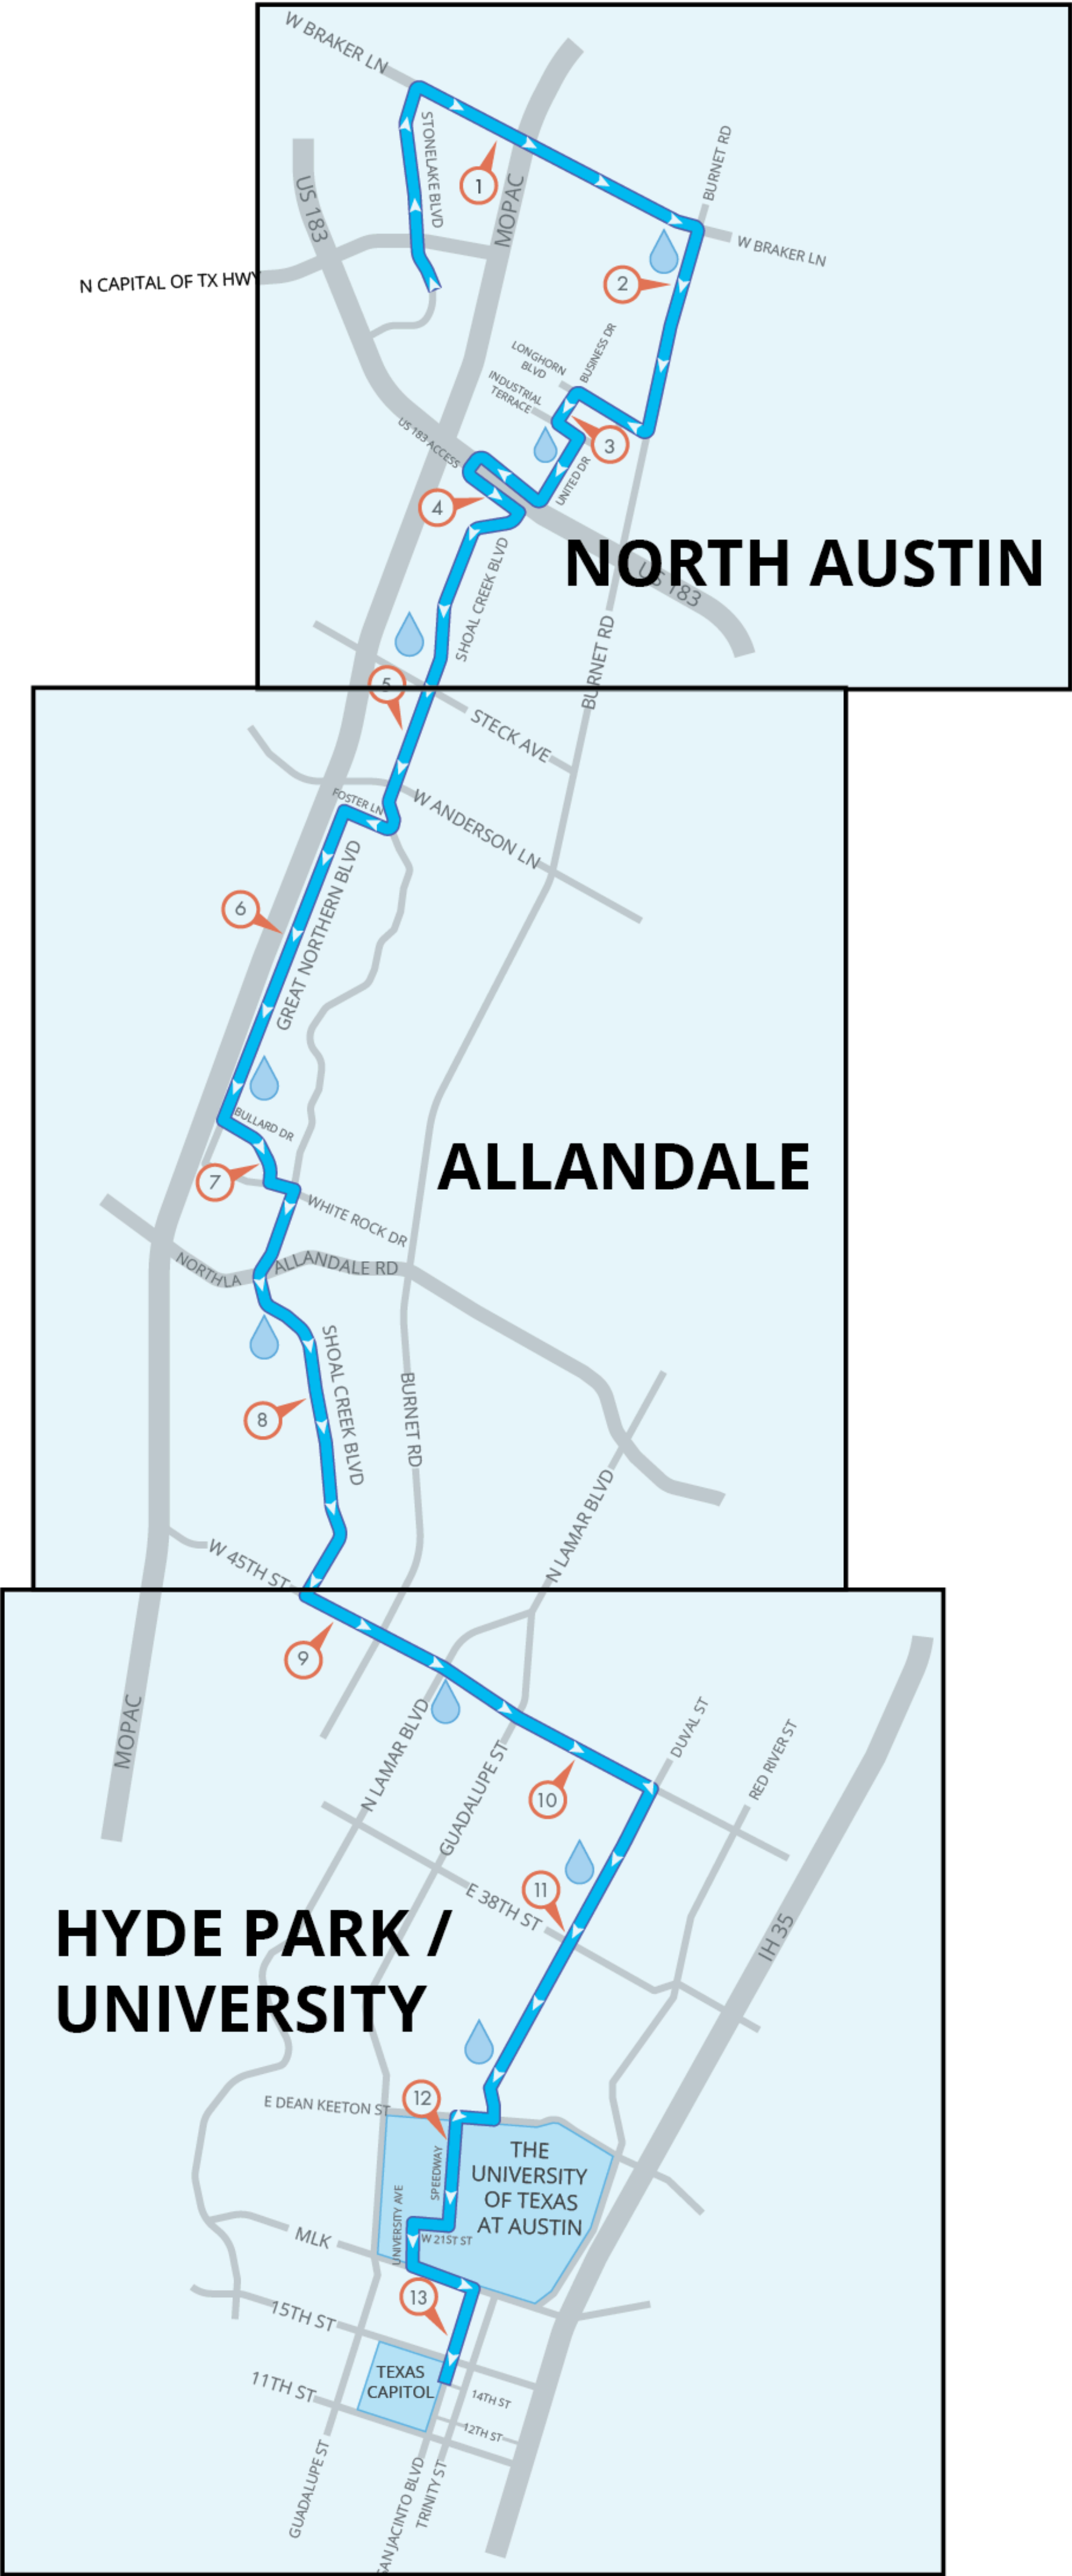 W BRAKER LN
STONELAKE BLVD
US 183
MOPAC
BURNET RD
1
W BRAKER LN
N CAPITAL OF TX HWY
2
LONGHORN
BLVD
BUSINESS DR
INDUSTRIAL
TERRACE
3
US 183 ACCESS
UNITED DR
4
NORTH AUSTIN
US 183
SHOAL CREEK BLVD
BURNET RD
5
STECK AVE
FOSTER LN
W ANDERSON LN
6
GREAT NORTHERN BLVD
BULLARD DR
ALLANDALE
7
WHITE ROCK DR
NORTHLA
ALLANDALE RD
SHOAL CREEK BLVD
BURNET RD
8
N LAMAR BLVD
W 45TH ST
9
MOPAC
N LAMAR BLVD
GUADALUPE ST
DUVAL ST
RED RIVER ST
10
11
E 38TH ST
HYDE PARK /
UNIVERSITY
IH 35
12
E DEAN KEETON ST
SPEEDWAY
THE
UNIVERSITY
OF TEXAS
AT AUSTIN
UNIVERSITY AVE
W 21ST ST
MLK
13
15TH ST
TEXAS
CAPITOL
11TH ST
14TH ST
12TH ST
GUADALUPE ST
SAN JACINTO BLVD
TRINITY ST